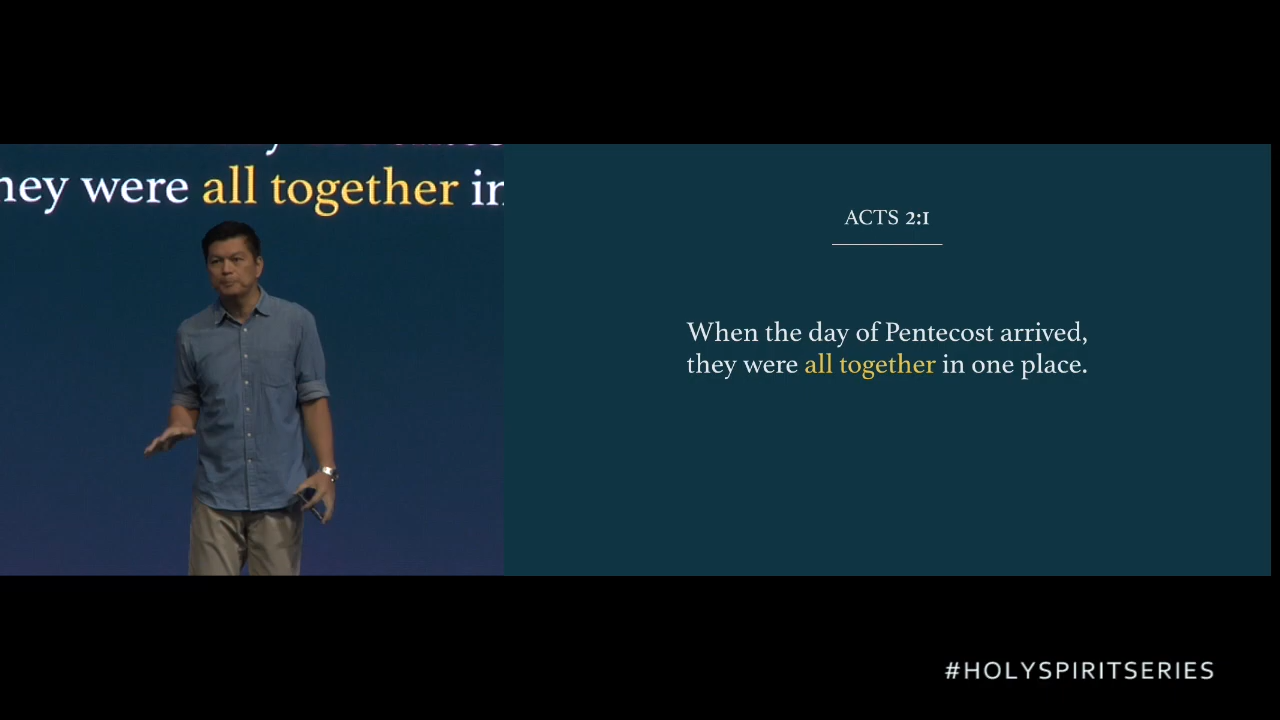 they were all together in
ACTS 2:1
When the day of Pentecost arrived,
they were all together in one place.
#HOLYSPIRITSERIES